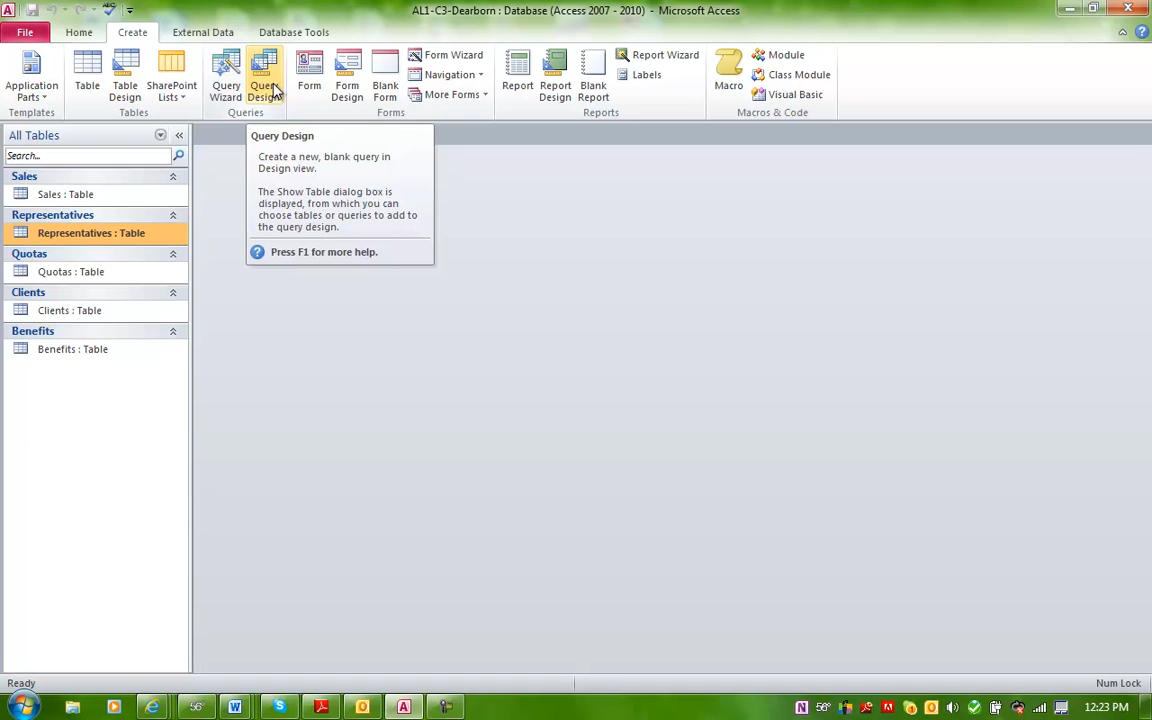 AL1-C3-Dearborn : Database (Access 2007 - 2010) - Microsoft Access
File Home Create External Data Database Tools
Application Parts
Table
Table Design
SharePoint Lists
Query Wizard
Query Design
Form
Form Design
Blank Form
Form Wizard
Navigation
More Forms
Report
Report Design
Blank Report
Report Wizard
Labels
Macro
Module
Class Module
Visual Basic
Templates Tables Queries Forms Reports Macros & Code
All Tables
Search...
Sales
Sales : Table
Representatives
Representatives : Table
Quotas
Quotas : Table
Clients
Clients : Table
Benefits
Benefits : Table
Query Design
Create a new, blank query in
Design view.
The Show Table dialog box is
displayed, from which you can
choose tables or queries to add to
the query design.
Press F1 for more help.
Ready
Num Lock
56°
56°
12:23 PM